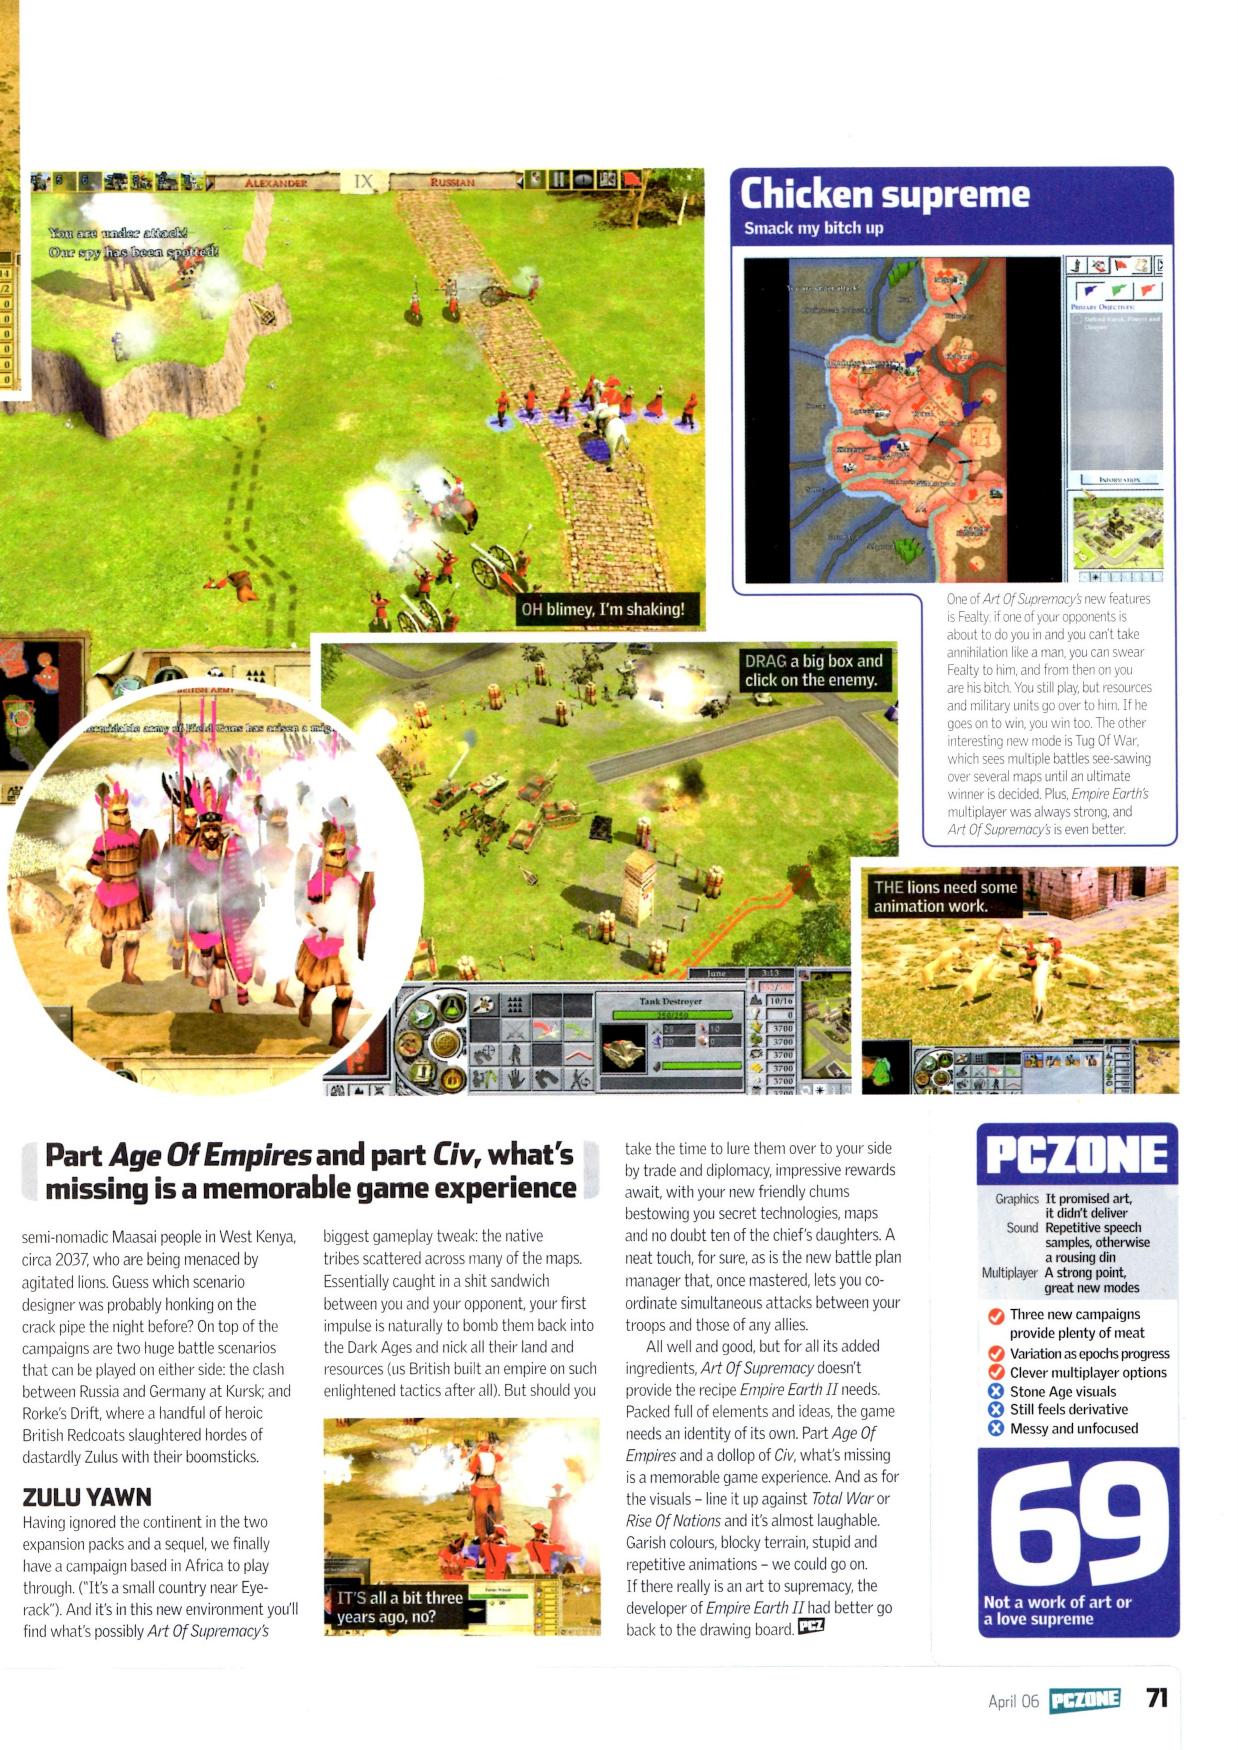 ALEXANDER
IX
RUSSIAN
You are under attack!
Our spy has been spotted!
OH blimey, I'm shaking!
Chicken supreme
Smack my bitch up
PRIMARY OBJECTIVES:
INFORMATION
One of Art Of Supremacy's new features
is Fealty: if one of your opponents is
about to do you in and you can't take
annihilation like a man, you can swear
Fealty to him, and from then on you
are his bitch. You still play, but resources
and military units go over to him. If he
goes on to win, you win too. The other
interesting new mode is Tug Of War,
which sees multiple battles see-sawing
over several maps until an ultimate
winner is decided. Plus, Empire Earth's
multiplayer was always strong, and
Art Of Supremacy's is even better.
DRAG a big box and
click on the enemy.
army of Field Guns has arisen a mig
June 3:13
Tank Destroyer
250/250
10/16
0
3700
3700
3700
3700
3700
THE lions need some
animation work.
Part Age Of Empires and part Civ, what's
missing is a memorable game experience
semi-nomadic Maasai people in West Kenya,
circa 2037, who are being menaced by
agitated lions. Guess which scenario
designer was probably honking on the
crack pipe the night before? On top of the
campaigns are two huge battle scenarios
that can be played on either side: the clash
between Russia and Germany at Kursk; and
Rorke's Drift, where a handful of heroic
British Redcoats slaughtered hordes of
dastardly Zulus with their boomsticks.
ZULU YAWN
Having ignored the continent in the two
expansion packs and a sequel, we finally
have a campaign based in Africa to play
through. ("It's a small country near Eye-
rack"). And it's in this new environment you'll
find what's possibly Art Of Supremacy's
biggest gameplay tweak: the native
tribes scattered across many of the maps.
Essentially caught in a shit sandwich
between you and your opponent, your first
impulse is naturally to bomb them back into
the Dark Ages and nick all their land and
resources (us British built an empire on such
enlightened tactics after all). But should you
IT'S all a bit three
years ago, no?
take the time to lure them over to your side
by trade and diplomacy, impressive rewards
await, with your new friendly chums
bestowing you secret technologies, maps
and no doubt ten of the chief's daughters. A
neat touch, for sure, as is the new battle plan
manager that, once mastered, lets you co-
ordinate simultaneous attacks between your
troops and those of any allies.
All well and good, but for all its added
ingredients, Art Of Supremacy doesn't
provide the recipe Empire Earth II needs.
Packed full of elements and ideas, the game
needs an identity of its own. Part Age Of
Empires and a dollop of Civ, what's missing
is a memorable game experience. And as for
the visuals – line it up against Total War or
Rise Of Nations and it's almost laughable.
Garish colours, blocky terrain, stupid and
repetitive animations – we could go on.
If there really is an art to supremacy, the
developer of Empire Earth II had better go
back to the drawing board. PCZ
PCZONE
Graphics It promised art,
it didn't deliver
Sound Repetitive speech
samples, otherwise
a rousing din
Multiplayer A strong point,
great new modes
Three new campaigns
provide plenty of meat
Variation as epochs progress
Clever multiplayer options
Stone Age visuals
Still feels derivative
Messy and unfocused
69
Not a work of art or
a love supreme
April 06 PCZONE 71